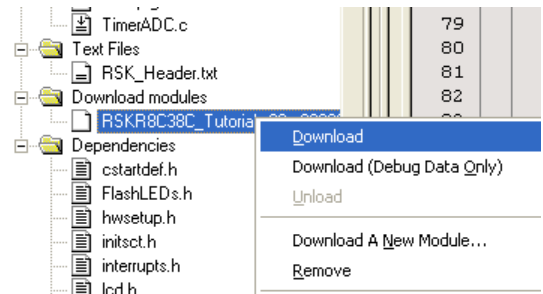 TimerADC.c
79
Text Files
80
RSK_Header.txt
81
Download modules
82
RSKR8C38C_Tutorial
Download
Dependencies
cstartdef.h
Download (Debug Data Only)
FlashLEDs.h
Unload
hwsetup.h
initsct.h
Download A New Module...
interrupts.h
Remove
lcd.h